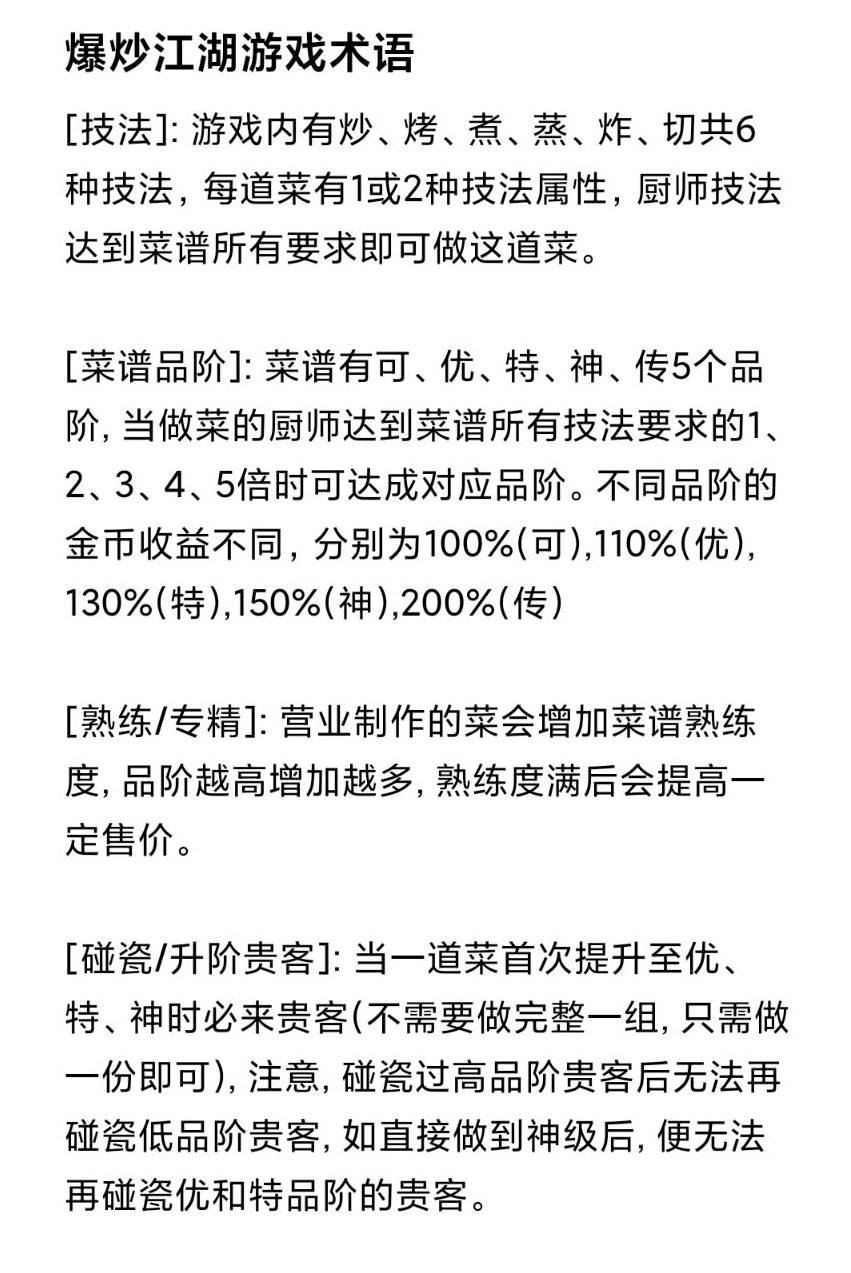 爆炒江湖游戏术语
[技法]: 游戏内有炒、烤、煮、蒸、炸、切共6
种技法，每道菜有1或2种技法属性，厨师技法
达到菜谱所有要求即可做这道菜。
[菜谱品阶]: 菜谱有可、优、特、神、传5个品
阶, 当做菜的厨师达到菜谱所有技法要求的1、
2、3、4、5倍时可达成对应品阶。不同品阶的
金币收益不同，分别为100%(可),110%(优),
130%(特),150%(神),200%(传)
[熟练/专精]: 营业制作的菜会增加菜谱熟练
度, 品阶越高增加越多, 熟练度满后会提高一
定售价。
[碰瓷/升阶贵客]: 当一道菜首次提升至优、
特、神时必来贵客(不需要做完整一组, 只需做
一份即可), 注意, 碰瓷过高品阶贵客后无法再
碰瓷低品阶贵客, 如直接做到神级后, 便无法
再碰瓷优和特品阶的贵客。